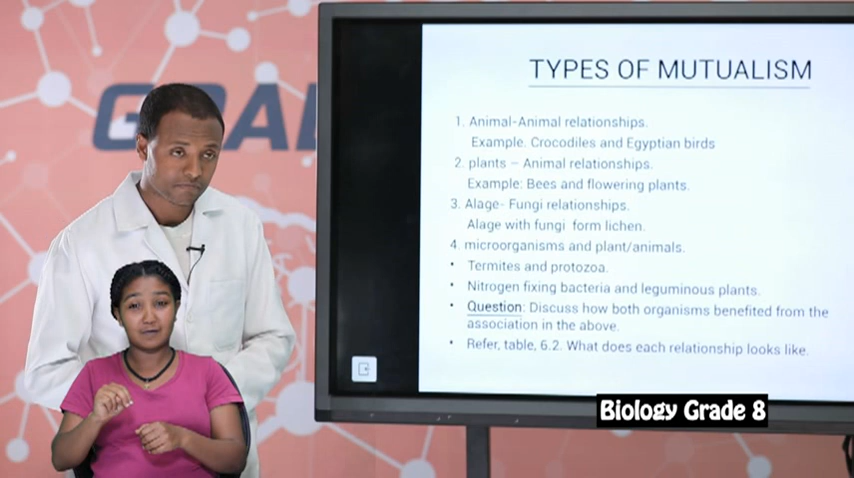 GOAL
TYPES OF MUTUALISM
1. Animal-Animal relationships.
Example. Crocodiles and Egyptian birds
2. plants – Animal relationships.
Example: Bees and flowering plants.
3. Alage- Fungi relationships.
Alage with fungi form lichen.
4. microorganisms and plant/animals.
• Termites and protozoa.
• Nitrogen fixing bacteria and leguminous plants.
• Question: Discuss how both organisms benefited from the
association in the above.
• Refer, table, 6.2. What does each relationship looks like.
Biology Grade 8